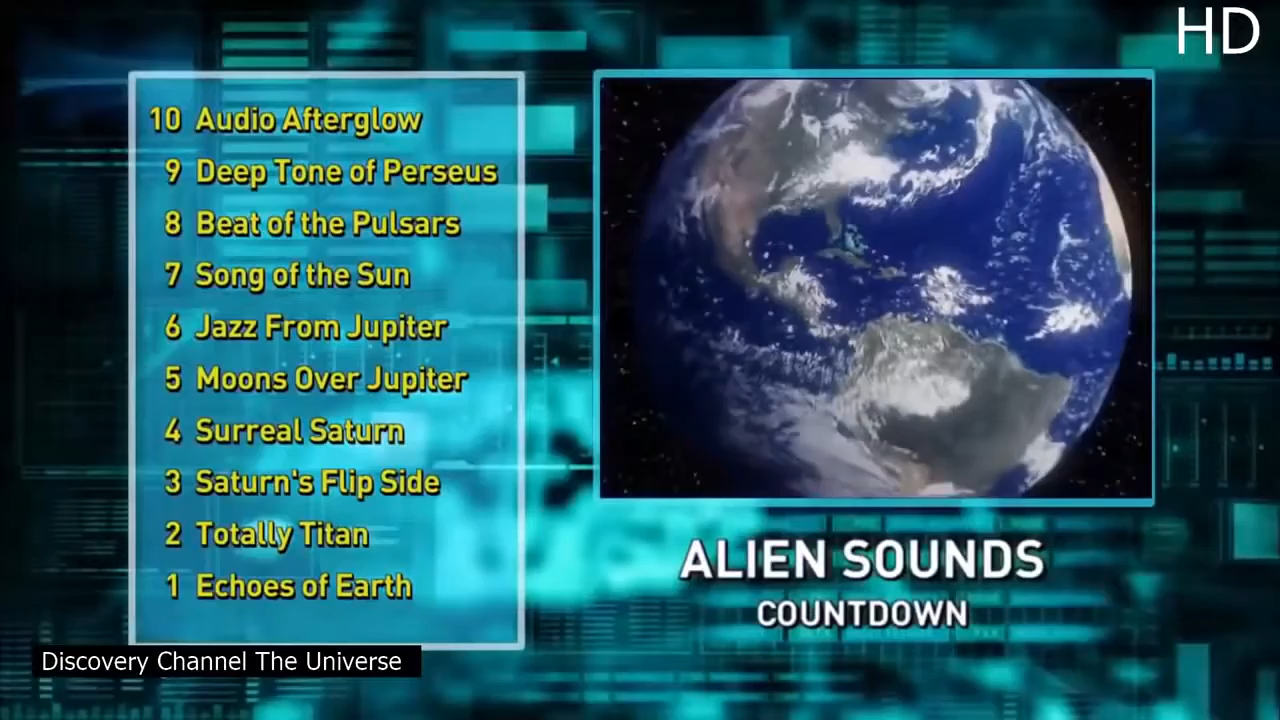 HD
10 Audio Afterglow
9 Deep Tone of Perseus
8 Beat of the Pulsars
7 Song of the Sun
6 Jazz From Jupiter
5 Moons Over Jupiter
4 Surreal Saturn
3 Saturn's Flip Side
2 Totally Titan
1 Echoes of Earth
ALIEN SOUNDS
COUNTDOWN
Discovery Channel The Universe